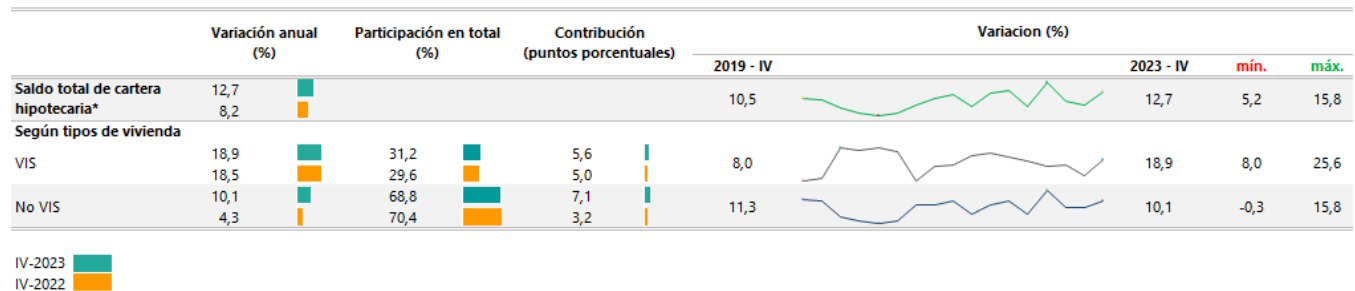 Variación anual (%) Participación en total (%) Contribución (puntos porcentuales) Variacion (%)
2019 - IV 2023 - IV mín. máx.
Saldo total de cartera hipotecaria* 12,7 10,5 12,7 5,2 15,8
8,2
Según tipos de vivienda
VIS 18,9 31,2 5,6 8,0 18,9 8,0 25,6
18,5 29,6 5,0
No VIS 10,1 68,8 7,1 11,3 10,1 -0,3 15,8
4,3 70,4 3,2
IV-2023
IV-2022